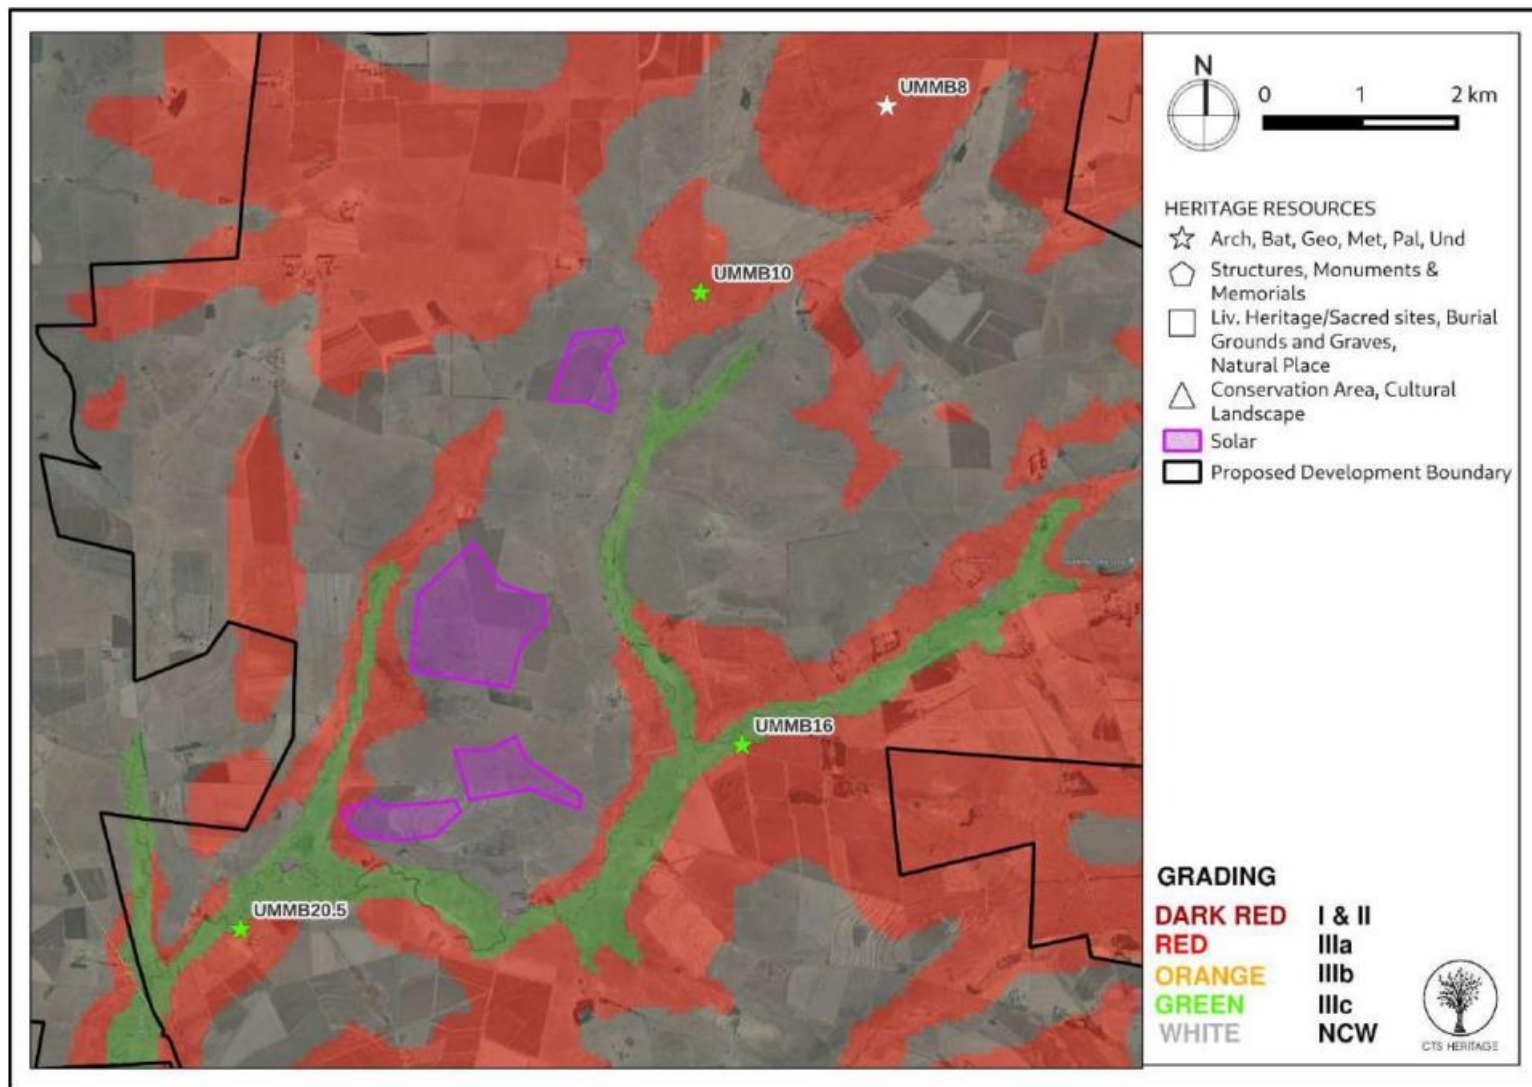 UMMB8
UMMB10
UMMB16
UMMB20.5
N
0 1 2 km
HERITAGE RESOURCES
Arch, Bat, Geo, Met, Pal, Und
Structures, Monuments &
Memorials
Liv. Heritage/Sacred sites, Burial
Grounds and Graves,
Natural Place
Conservation Area, Cultural
Landscape
Solar
Proposed Development Boundary
GRADING
DARK RED I & II
RED IIIa
ORANGE IIIb
GREEN IIIc
WHITE NCW
CTS HERITAGE